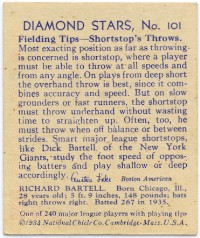 DIAMOND STARS, No. 101
Fielding Tips—Shortstop's Throws.
Most exacting position as far as throwing
is concerned is shortstop, where a player
must be able to throw at all speeds and
from any angle. On plays from deep short
the overhand throw is best, since it com-
bines accuracy and speed. But on slow
grounders or fast runners, the shortstop
must throw underhand without wasting
time to straighten up. Often, too, he
must throw when off balance or between
strides. Smart major league shortstops,
like Dick Bartell, of the New York
Giants, study the foot speed of oppos-
ing batters and play shallow or deep
accordingly.
Austen Lake Boston American
RICHARD BARTELL. Born Chicago, Ill.,
28 years old; 5 ft. 9 inches, 148 pounds; bats
right, throws right. Batted 267 in 1935.
One of 240 major league players with playing tips
National Chicle Co. Cambridge, Mass. U.S.A.